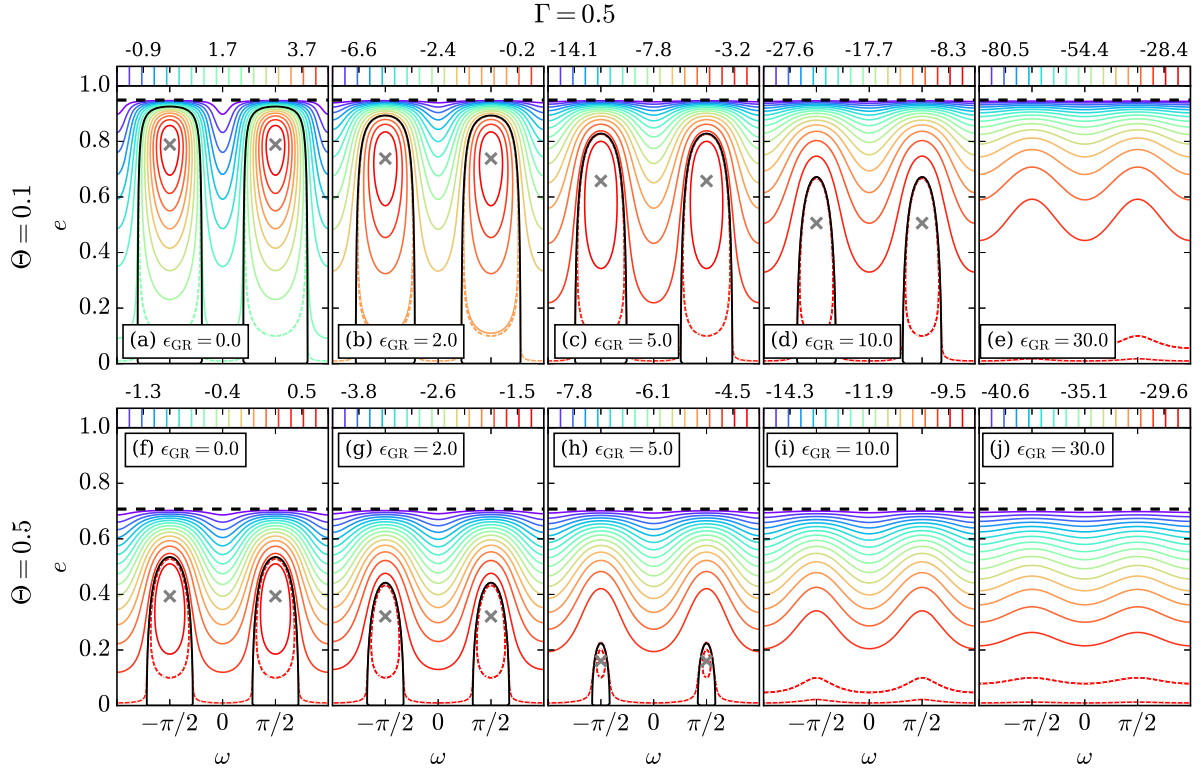 Γ = 0.5
-0.9 1.7 3.7 -6.6 -2.4 -0.2 -14.1 -7.8 -3.2 -27.6 -17.7 -8.3 -80.5 -54.4 -28.4
Θ = 0.1
e
1.0
0.8
0.6
0.4
0.2
0
(a) ϵGR = 0.0
(b) ϵGR = 2.0
(c) ϵGR = 5.0
(d) ϵGR = 10.0
(e) ϵGR = 30.0
-1.3 -0.4 0.5 -3.8 -2.6 -1.5 -7.8 -6.1 -4.5 -14.3 -11.9 -9.5 -40.6 -35.1 -29.6
Θ = 0.5
e
1.0
0.8
0.6
0.4
0.2
0
(f) ϵGR = 0.0
(g) ϵGR = 2.0
(h) ϵGR = 5.0
(i) ϵGR = 10.0
(j) ϵGR = 30.0
−π/2 0 π/2 −π/2 0 π/2 −π/2 0 π/2 −π/2 0 π/2 −π/2 0 π/2
ω ω ω ω ω